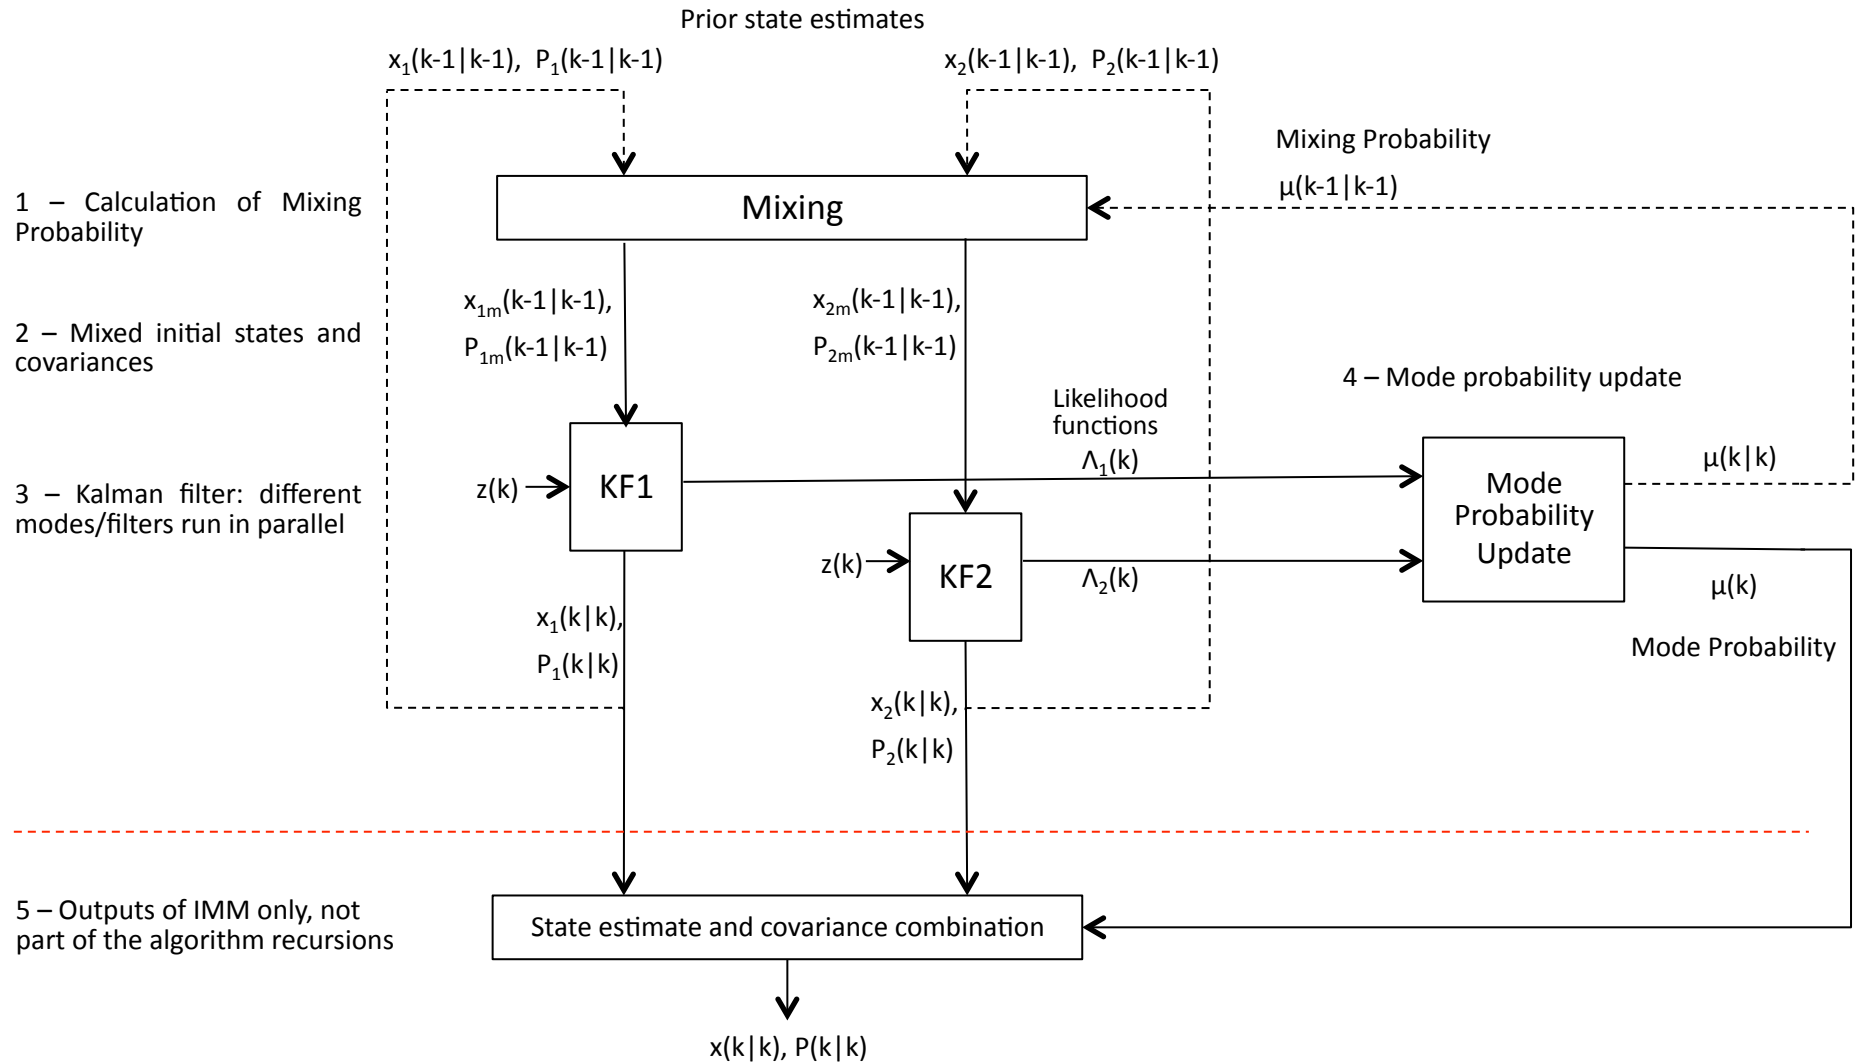 Prior state estimates
x₁(k-1|k-1), P₁(k-1|k-1)
x₂(k-1|k-1), P₂(k-1|k-1)
Mixing Probability
μ(k-1|k-1)
1 – Calculation of Mixing
Probability
Mixing
x₁ₘ(k-1|k-1),
P₁ₘ(k-1|k-1)
x₂ₘ(k-1|k-1),
P₂ₘ(k-1|k-1)
2 – Mixed initial states and
covariances
4 – Mode probability update
Likelihood
functions
Λ₁(k)
3 – Kalman filter: different
modes/filters run in parallel
z(k)
KF1
z(k)
KF2
Λ₂(k)
Mode
Probability
Update
μ(k|k)
μ(k)
Mode Probability
x₁(k|k),
P₁(k|k)
x₂(k|k),
P₂(k|k)
5 – Outputs of IMM only, not
part of the algorithm recursions
State estimate and covariance combination
x(k|k), P(k|k)